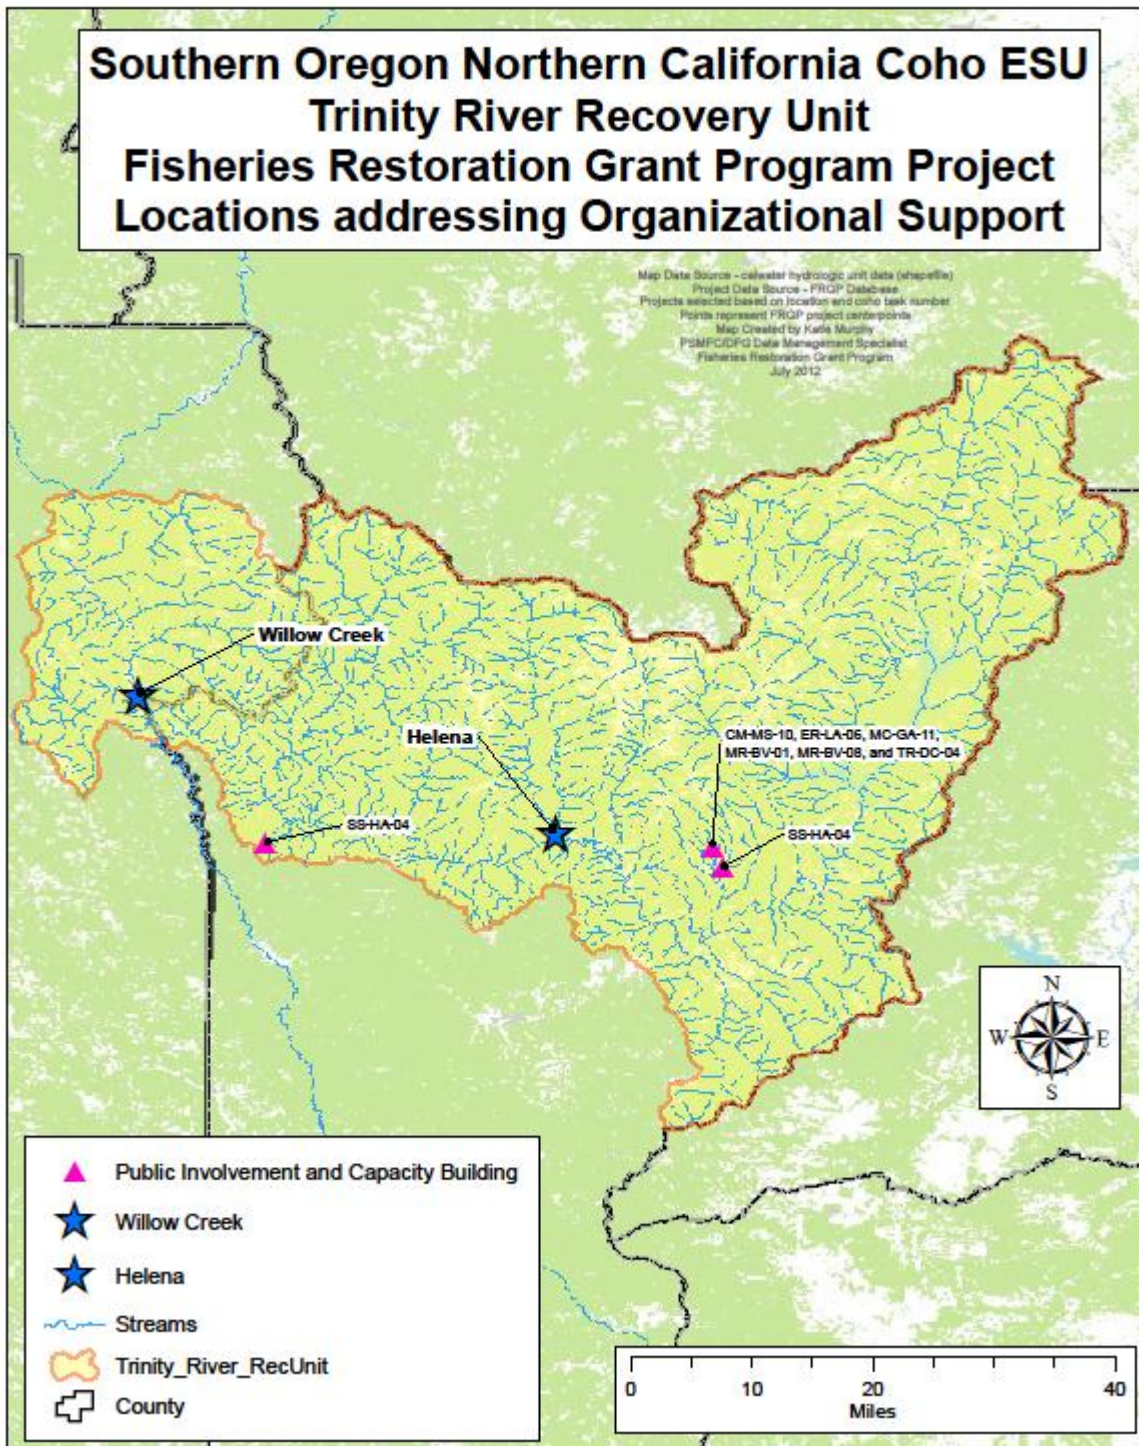 Southern Oregon Northern California Coho ESU
Trinity River Recovery Unit
Fisheries Restoration Grant Program Project
Locations addressing Organizational Support
Map Data Source - calwater hydrologic unit data (shapefile)
Project Data Source - FRGP Database
Projects selected based on location and coho task number
Points represent FRGP project centerpoints
Map Created by Katie Murphy
PSMFC/DFG Data Management Specialist
Fisheries Restoration Grant Program
July 2012
Willow Creek
Helena
CM-MS-10, ER-LA-05, MC-GA-11,
MR-BV-01, MR-BV-08, and TR-DC-04
SS-HA-04
SS-HA-04
N
W E
S
Public Involvement and Capacity Building
Willow Creek
Helena
Streams
Trinity_River_RecUnit
County
0 10 20 40
Miles